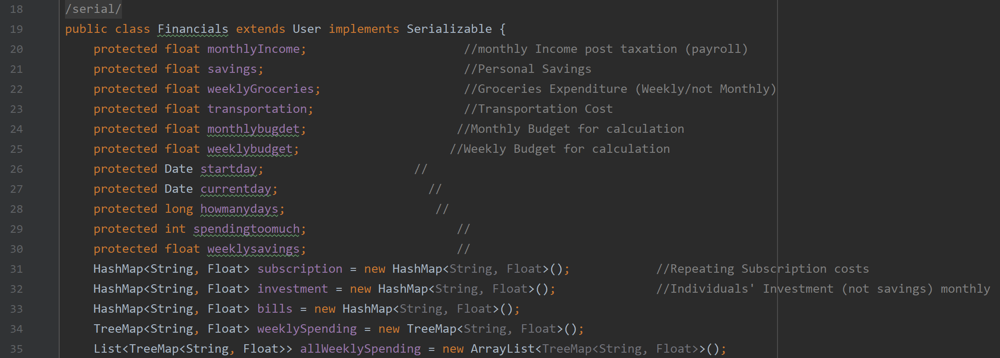 18 /serial/
19 public class Financials extends User implements Serializable {
20 protected float monthlyIncome; //monthly Income post taxation (payroll)
21 protected float savings; //Personal Savings
22 protected float weeklyGroceries; //Groceries Expenditure (Weekly/not Monthly)
23 protected float transportation; //Transportation Cost
24 protected float monthlybugdet; //Monthly Budget for calculation
25 protected float weeklybudget; //Weekly Budget for calculation
26 protected Date startday; //
27 protected Date currentday; //
28 protected long howmanydays; //
29 protected int spendingtoomuch; //
30 protected float weeklysavings; //
31 HashMap<String, Float> subscription = new HashMap<String, Float>(); //Repeating Subscription costs
32 HashMap<String, Float> investment = new HashMap<String, Float>(); //Individuals' Investment (not savings) monthly
33 HashMap<String, Float> bills = new HashMap<String, Float>();
34 TreeMap<String, Float> weeklySpending = new TreeMap<String, Float>();
35 List<TreeMap<String, Float>> allWeeklySpending = new ArrayList<TreeMap<String, Float>>();